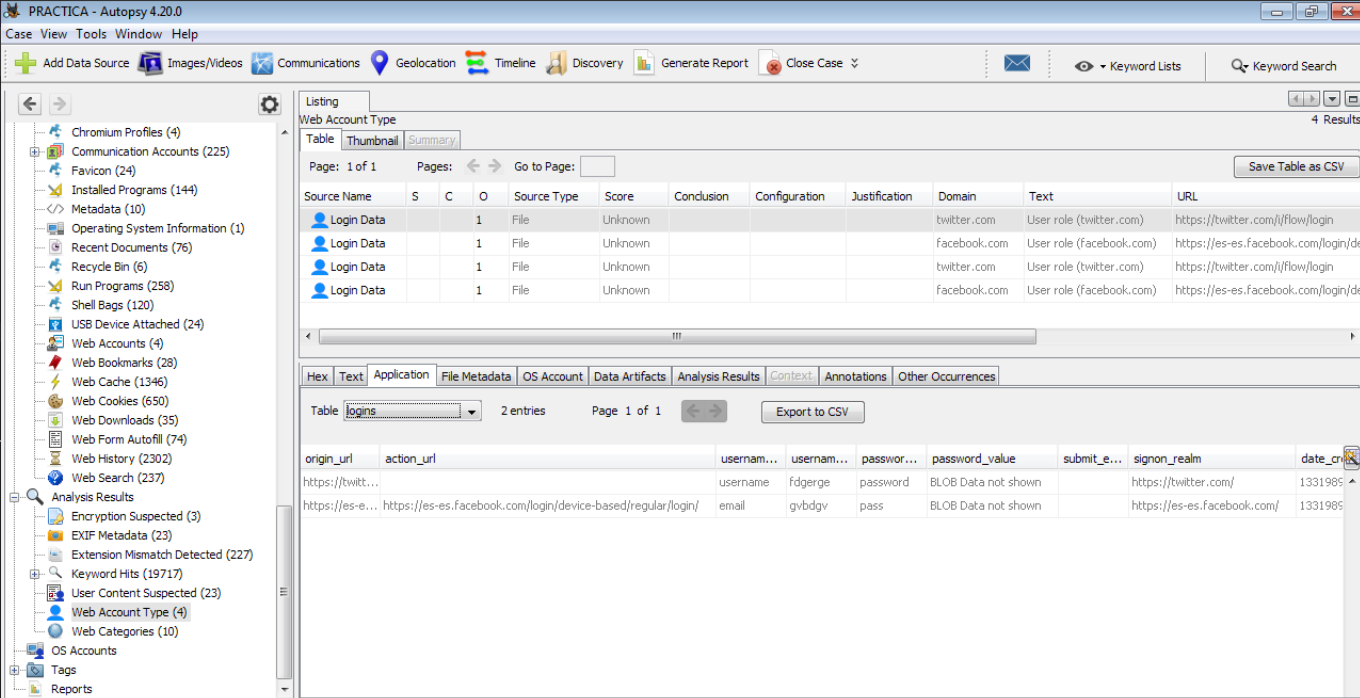 PRACTICA - Autopsy 4.20.0
Case View Tools Window Help
Add Data Source Images/Videos Communications Geolocation Timeline Discovery Generate Report Close Case Keyword Lists Keyword Search
Chromium Profiles (4)
Communication Accounts (225)
Favicon (24)
Installed Programs (144)
Metadata (10)
Operating System Information (1)
Recent Documents (76)
Recycle Bin (6)
Run Programs (258)
Shell Bags (120)
USB Device Attached (24)
Web Accounts (4)
Web Bookmarks (28)
Web Cache (1346)
Web Cookies (650)
Web Downloads (35)
Web Form Autofill (74)
Web History (2302)
Web Search (237)
Analysis Results
Encryption Suspected (3)
EXIF Metadata (23)
Extension Mismatch Detected (227)
Keyword Hits (19717)
User Content Suspected (23)
Web Account Type (4)
Web Categories (10)
OS Accounts
Tags
Reports
Listing
Web Account Type 4 Results
Table Thumbnail Summary
Page: 1 of 1 Pages: Go to Page: Save Table as CSV
Source Name S C O Source Type Score Conclusion Configuration Justification Domain Text URL
Login Data 1 File Unknown twitter.com User role (twitter.com) https://twitter.com/i/flow/login
Login Data 1 File Unknown facebook.com User role (facebook.com) https://es-es.facebook.com/login/de
Login Data 1 File Unknown twitter.com User role (twitter.com) https://twitter.com/i/flow/login
Login Data 1 File Unknown facebook.com User role (facebook.com) https://es-es.facebook.com/login/de
Hex Text Application File Metadata OS Account Data Artifacts Analysis Results Context Annotations Other Occurrences
Table logins 2 entries Page 1 of 1 Export to CSV
origin_url action_url usernam... usernam... passwor... password_value submit_e... signon_realm date_cr
https://twitt... username fdgerge password BLOB Data not shown https://twitter.com/ 1331989
https://es-e... https://es-es.facebook.com/login/device-based/regular/login/ email gvbdgv pass BLOB Data not shown https://es-es.facebook.com/ 1331989